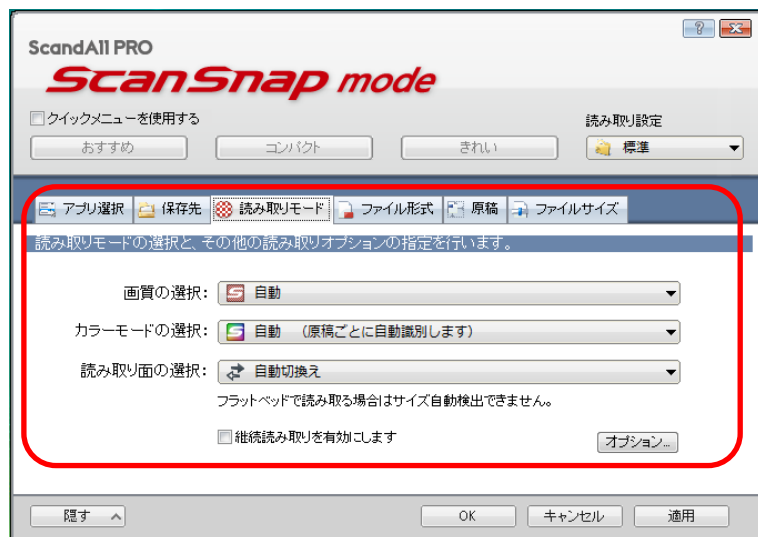 ScandAll PRO
ScanSnap mode
クイックメニューを使用する
読み取り設定
おすすめ
コンパクト
きれい
標準
アプリ選択
保存先
読み取りモード
ファイル形式
原稿
ファイルサイズ
読み取りモードの選択と、その他の読み取りオプションの指定を行います。
画質の選択:
自動
カラーモードの選択:
自動 (原稿ごとに自動識別します)
読み取り面の選択:
自動切換え
フラットベッドで読み取る場合はサイズ自動検出できません。
継続読み取りを有効にします
オプション...
隠す
OK
キャンセル
適用